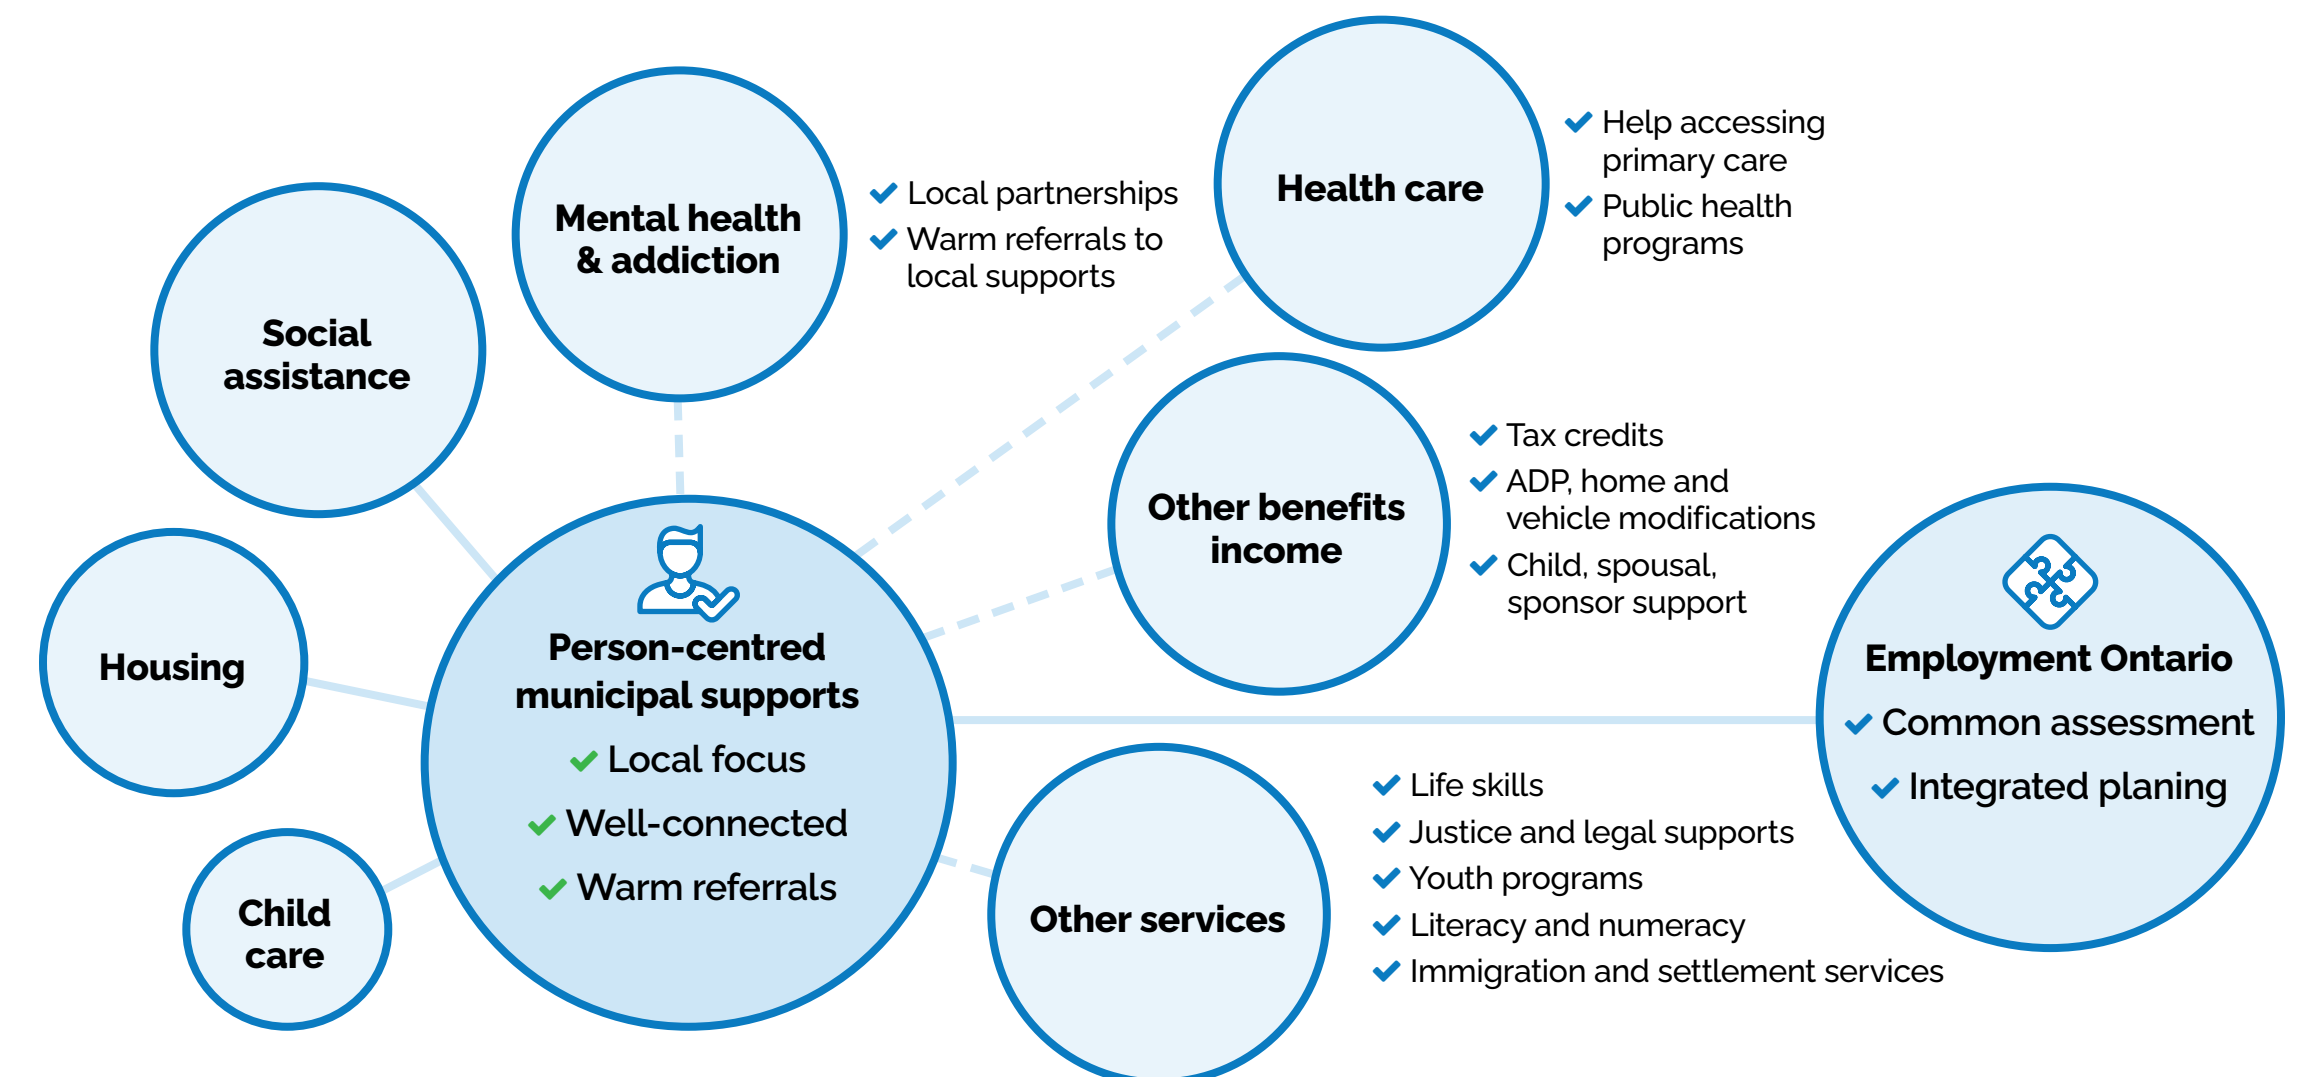 Mental health
& addiction
Local partnerships
Warm referrals to
local supports
Health care
Help accessing
primary care
Public health
programs
Social
assistance
Other benefits
income
Tax credits
ADP, home and
vehicle modifications
Child, spousal,
sponsor support
Housing
Person-centred
municipal supports
Local focus
Well-connected
Warm referrals
Employment Ontario
Common assessment
Integrated planing
Child
care
Other services
Life skills
Justice and legal supports
Youth programs
Literacy and numeracy
Immigration and settlement services